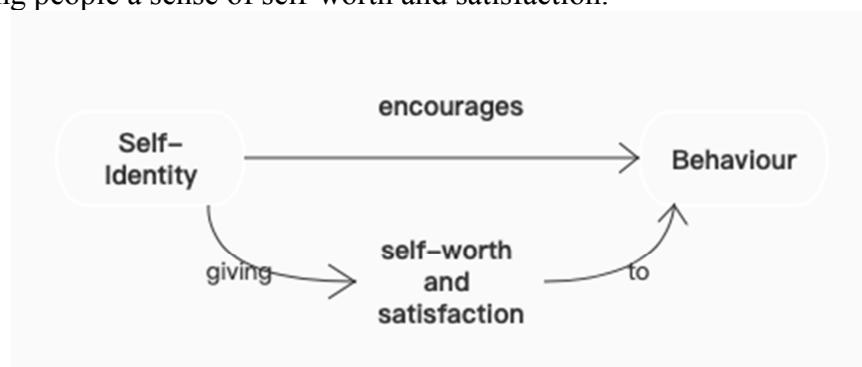 ng people a sense of self-worth and satisfaction.
encourages
Self-
Identity
Behaviour
giving
self-worth
and
satisfaction
to